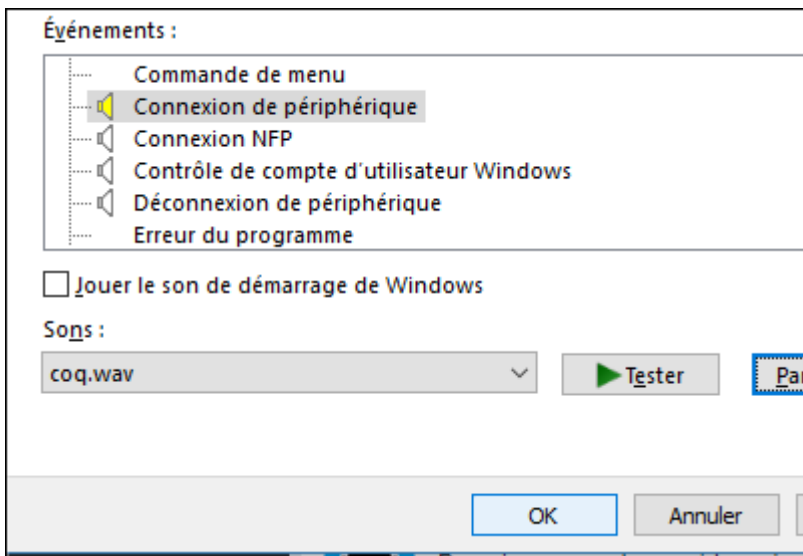 Événements :
Commande de menu
Connexion de périphérique
Connexion NFP
Contrôle de compte d'utilisateur Windows
Déconnexion de périphérique
Erreur du programme
Jouer le son de démarrage de Windows
Sons :
coq.wav
Tester
OK
Annuler